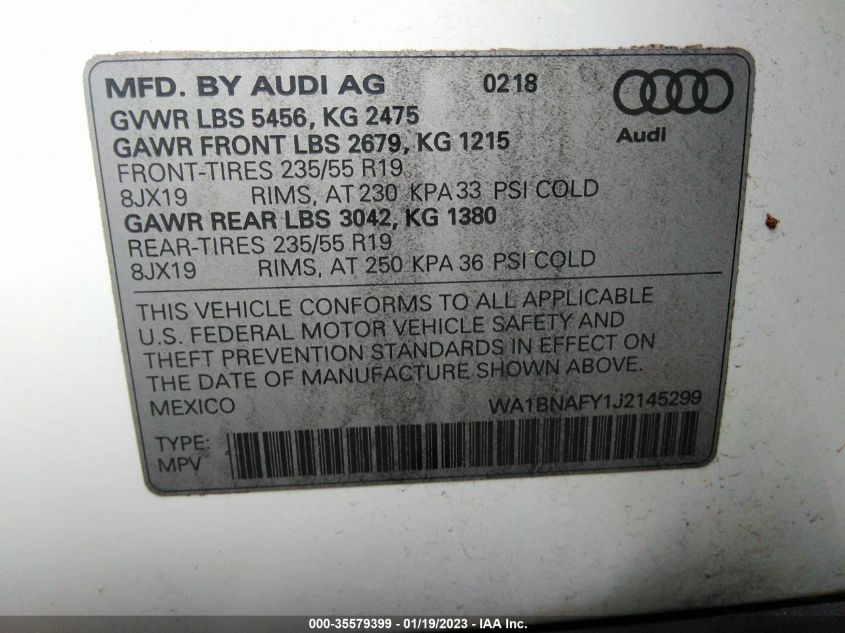 MFD. BY AUDI AG 0218
Audi
GVWR LBS 5456, KG 2475
GAWR FRONT LBS 2679, KG 1215
FRONT-TIRES 235/55 R19
8JX19 RIMS, AT 230 KPA 33 PSI COLD
GAWR REAR LBS 3042, KG 1380
REAR-TIRES 235/55 R19
8JX19 RIMS, AT 250 KPA 36 PSI COLD
THIS VEHICLE CONFORMS TO ALL APPLICABLE
U.S. FEDERAL MOTOR VEHICLE SAFETY AND
THEFT PREVENTION STANDARDS IN EFFECT ON
THE DATE OF MANUFACTURE SHOWN ABOVE.
MEXICO WA1BNAFY1J2145299
TYPE:
MPV
000-35579399 - 01/19/2023 - IAA Inc.